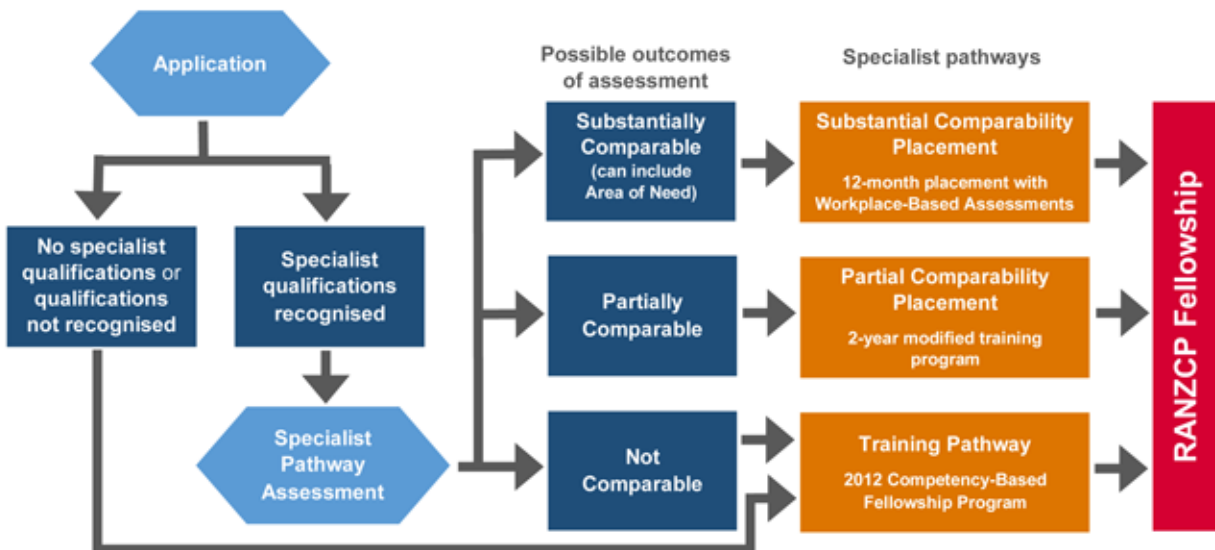 Application
No specialist
qualifications or
qualifications
not recognised
Specialist
qualifications
recognised
Specialist
Pathway
Assessment
Possible outcomes
of assessment
Substantially
Comparable
(can include
Area of Need)
Partially
Comparable
Not
Comparable
Specialist pathways
Substantial Comparability
Placement
12-month placement with
Workplace-Based Assessments
Partial Comparability
Placement
2-year modified training
program
Training Pathway
2012 Competency-Based
Fellowship Program
RANZCP Fellowship